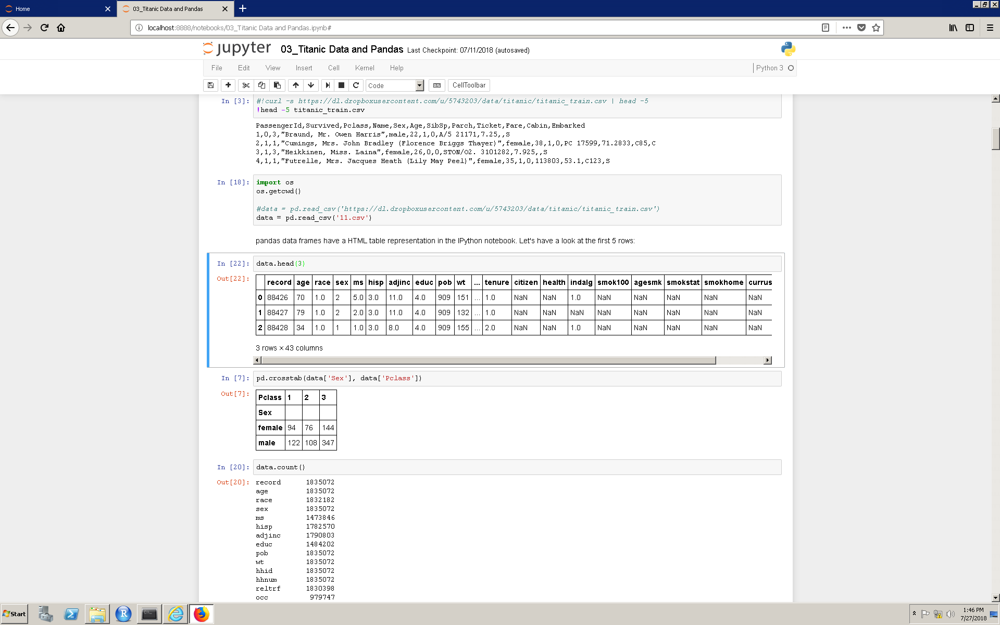 Home
03_Titanic Data and Pandas
localhost:8888/notebooks/03_Titanic Data and Pandas.ipynb#
jupyter 03_Titanic Data and Pandas Last Checkpoint: 07/11/2018 (autosaved)
File Edit View Insert Cell Kernel Help Python 3
Code CellToolbar
In [3]: #!curl -s https://dl.dropboxusercontent.com/u/5743203/data/titanic/titanic_train.csv | head -5
!head -5 titanic_train.csv
PassengerId,Survived,Pclass,Name,Sex,Age,SibSp,Parch,Ticket,Fare,Cabin,Embarked
1,0,3,"Braund, Mr. Owen Harris",male,22,1,0,A/5 21171,7.25,,S
2,1,1,"Cumings, Mrs. John Bradley (Florence Briggs Thayer)",female,38,1,0,PC 17599,71.2833,C85,C
3,1,3,"Heikkinen, Miss. Laina",female,26,0,0,STON/O2. 3101282,7.925,,S
4,1,1,"Futrelle, Mrs. Jacques Heath (Lily May Peel)",female,35,1,0,113803,53.1,C123,S
In [18]: import os
os.getcwd()
#data = pd.read_csv('https://dl.dropboxusercontent.com/u/5743203/data/titanic/titanic_train.csv')
data = pd.read_csv('11.csv')
pandas data frames have a HTML table representation in the IPython notebook. Let's have a look at the first 5 rows:
In [22]: data.head(3)
Out[22]: record age race sex ms hisp adjinc educ pob wt ... tenure citizen health indalg smok100 agesmk smokstat smokhome currus
0 88426 70 1.0 2 5.0 3.0 11.0 4.0 909 151 ... 1.0 NaN NaN 1.0 NaN NaN NaN NaN NaN
1 88427 79 1.0 2 2.0 3.0 11.0 4.0 909 132 ... 1.0 NaN NaN NaN NaN NaN NaN NaN NaN
2 88428 34 1.0 1 1.0 3.0 8.0 4.0 909 155 ... 2.0 NaN NaN 1.0 NaN NaN NaN NaN NaN
3 rows × 43 columns
In [7]: pd.crosstab(data['Sex'], data['Pclass'])
Out[7]: Pclass 1 2 3
Sex
female 94 76 144
male 122 108 347
In [20]: data.count()
Out[20]: record 1835072
age 1835072
race 1832182
sex 1835072
ms 1473846
hisp 1782570
adjinc 1790803
educ 1484202
pob 1835072
wt 1835072
hhid 1835072
hhnum 1835072
reltrf 1830398
occ 979747
Start
1:46 PM
7/27/2018